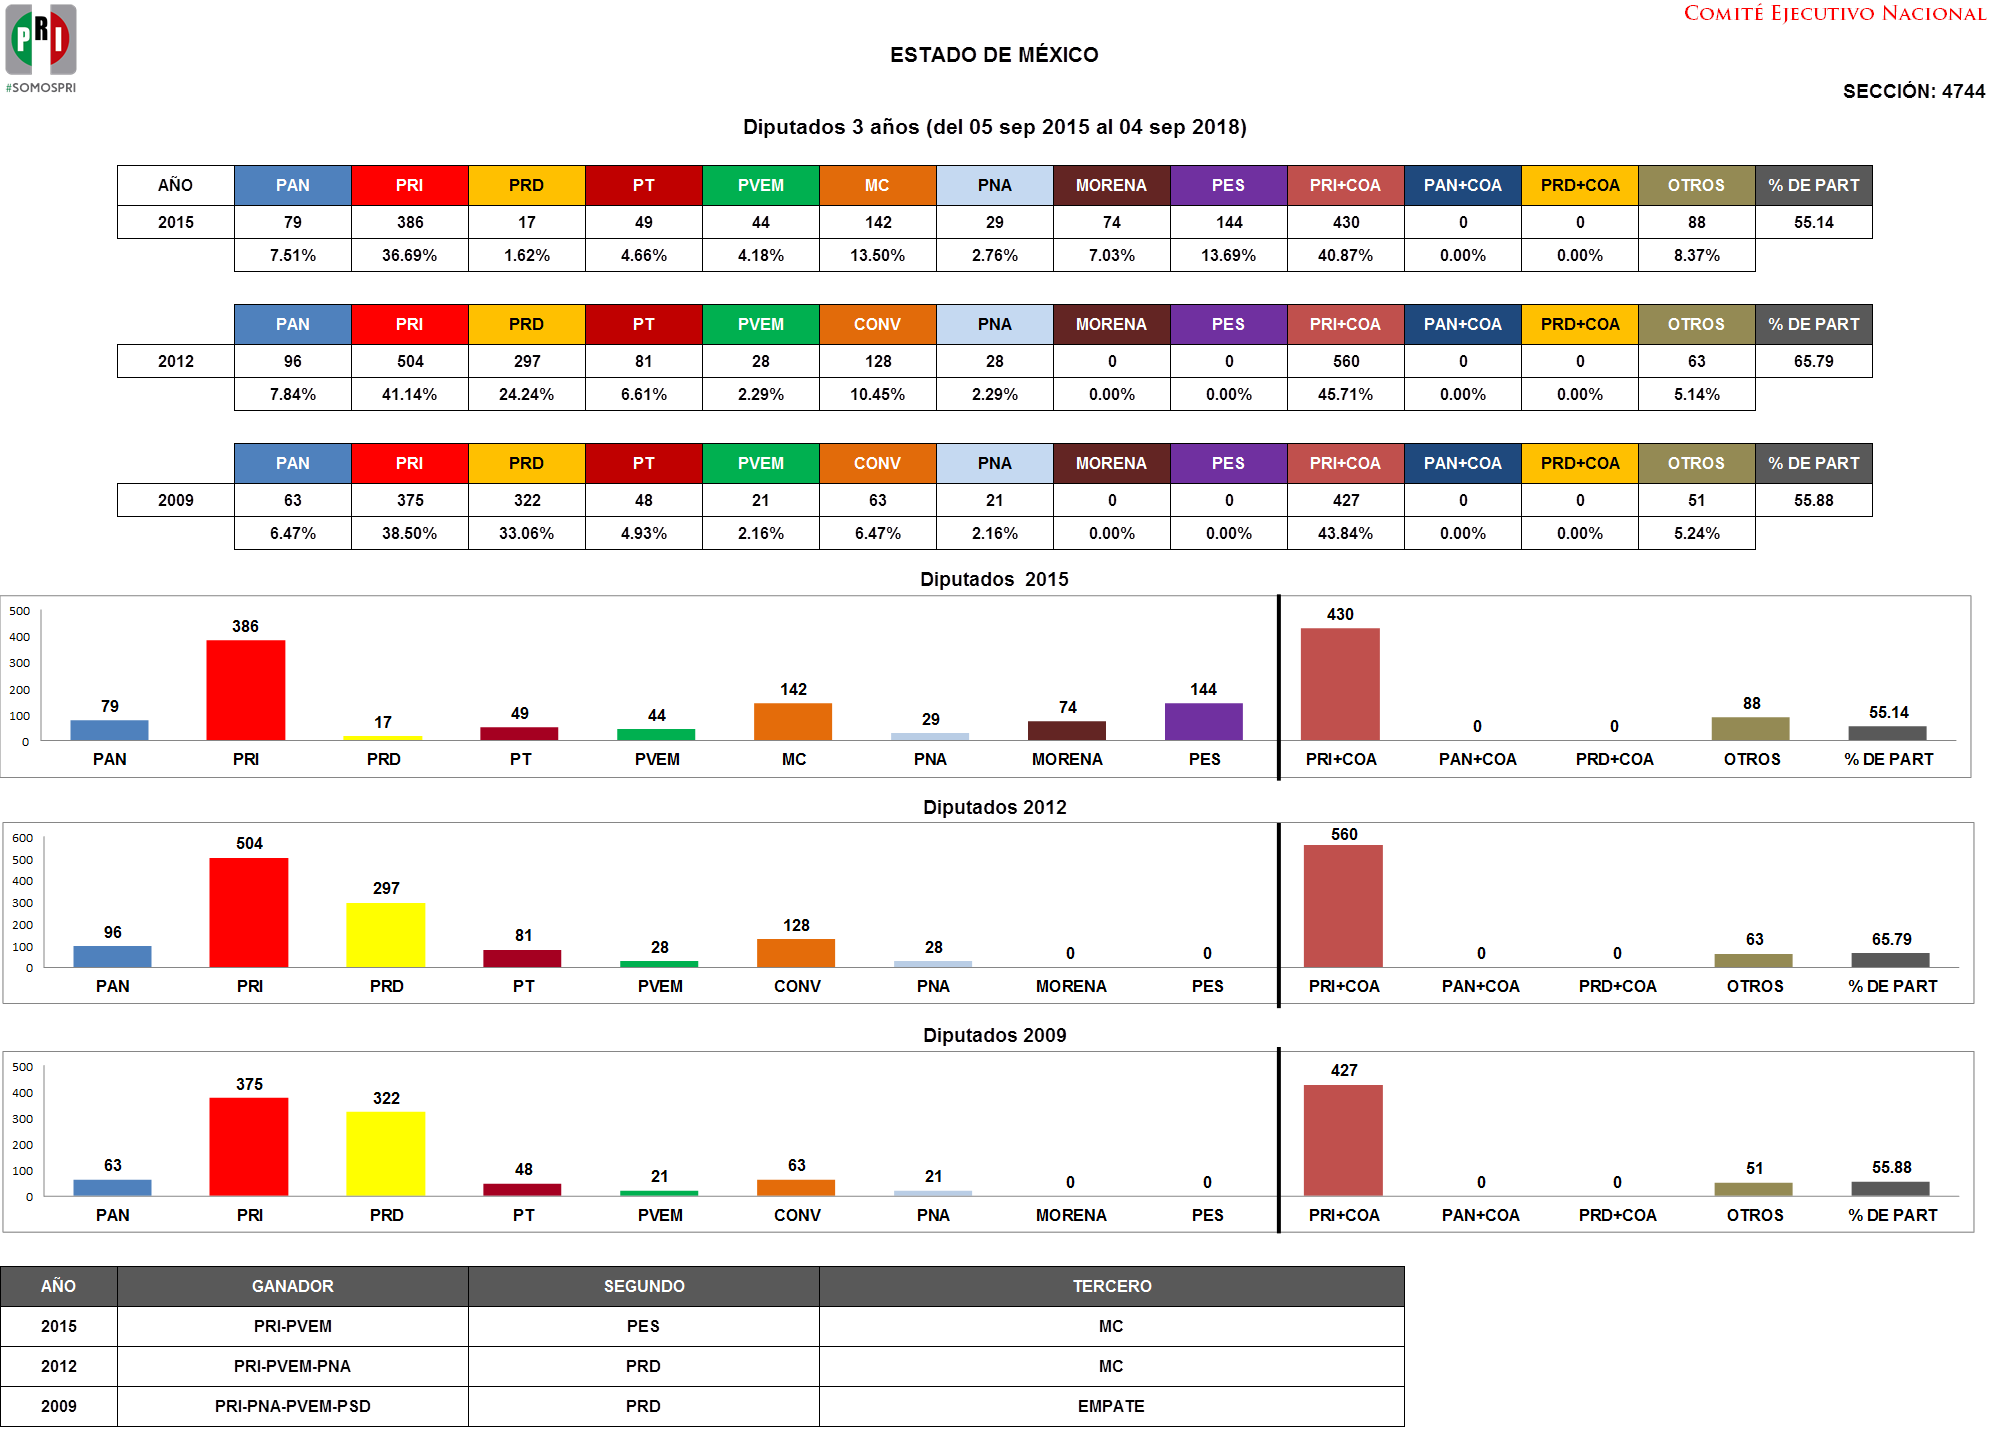 PRI
#SOMOSPRI
COMITÉ EJECUTIVO NACIONAL
ESTADO DE MÉXICO
SECCIÓN: 4744
Diputados 3 años (del 05 sep 2015 al 04 sep 2018)
AÑO PAN PRI PRD PT PVEM MC PNA MORENA PES PRI+COA PAN+COA PRD+COA OTROS % DE PART
2015 79 386 17 49 44 142 29 74 144 430 0 0 88 55.14
7.51% 36.69% 1.62% 4.66% 4.18% 13.50% 2.76% 7.03% 13.69% 40.87% 0.00% 0.00% 8.37%
PAN PRI PRD PT PVEM CONV PNA MORENA PES PRI+COA PAN+COA PRD+COA OTROS % DE PART
2012 96 504 297 81 28 128 28 0 0 560 0 0 63 65.79
7.84% 41.14% 24.24% 6.61% 2.29% 10.45% 2.29% 0.00% 0.00% 45.71% 0.00% 0.00% 5.14%
PAN PRI PRD PT PVEM CONV PNA MORENA PES PRI+COA PAN+COA PRD+COA OTROS % DE PART
2009 63 375 322 48 21 63 21 0 0 427 0 0 51 55.88
6.47% 38.50% 33.06% 4.93% 2.16% 6.47% 2.16% 0.00% 0.00% 43.84% 0.00% 0.00% 5.24%
Diputados 2015
500
400
300
200
100
0
79 386 17 49 44 142 29 74 144 430 0 0 88 55.14
PAN PRI PRD PT PVEM MC PNA MORENA PES PRI+COA PAN+COA PRD+COA OTROS % DE PART
Diputados 2012
600
500
400
300
200
100
0
96 504 297 81 28 128 28 0 0 560 0 0 63 65.79
PAN PRI PRD PT PVEM CONV PNA MORENA PES PRI+COA PAN+COA PRD+COA OTROS % DE PART
Diputados 2009
500
400
300
200
100
0
63 375 322 48 21 63 21 0 0 427 0 0 51 55.88
PAN PRI PRD PT PVEM CONV PNA MORENA PES PRI+COA PAN+COA PRD+COA OTROS % DE PART
AÑO GANADOR SEGUNDO TERCERO
2015 PRI-PVEM PES MC
2012 PRI-PVEM-PNA PRD MC
2009 PRI-PNA-PVEM-PSD PRD EMPATE